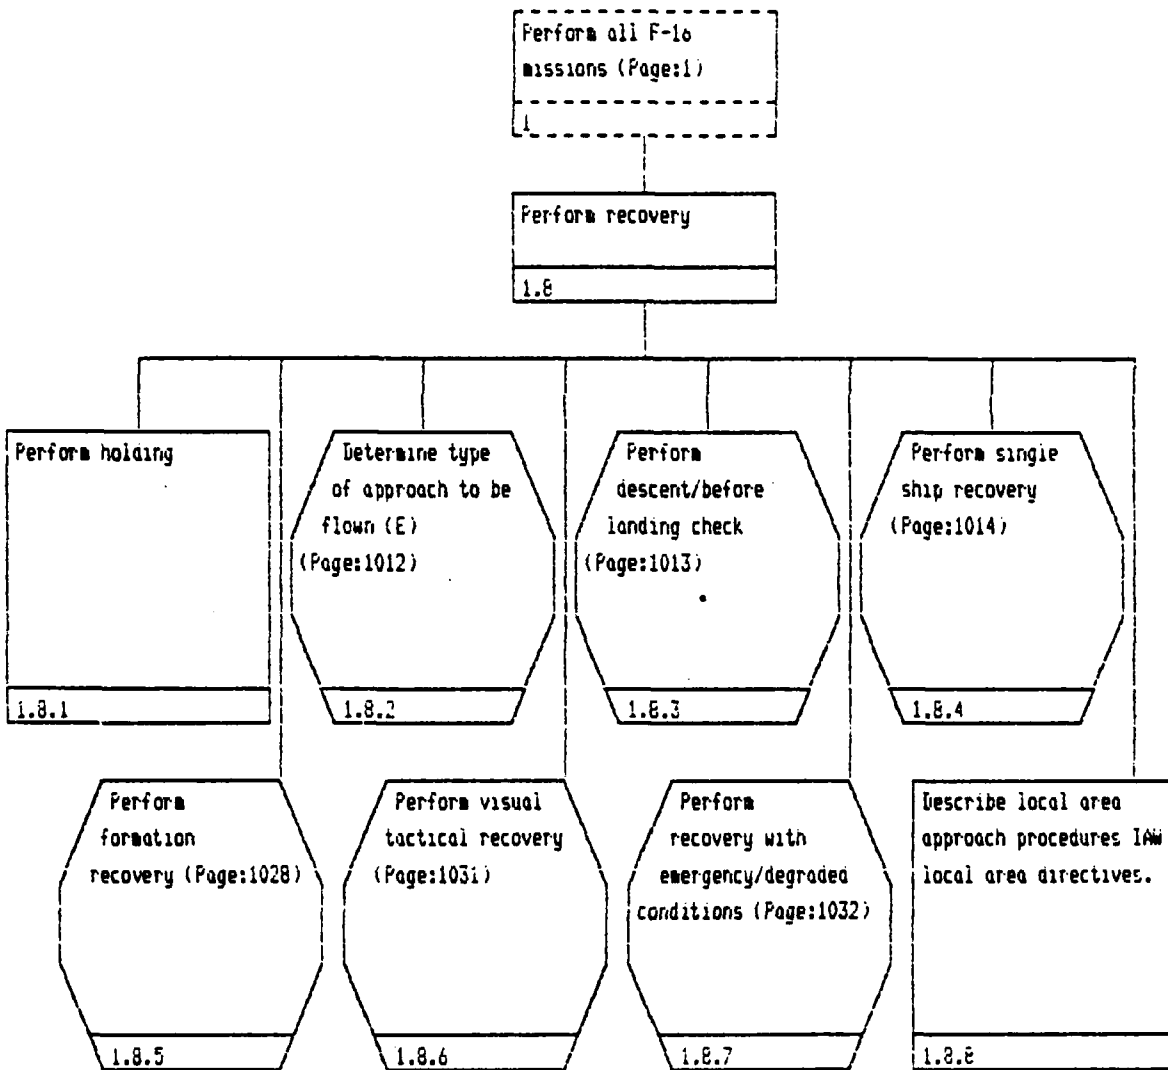 Perform all F-16
missions (Page:1)
1
Perform recovery
1.8
Perform holding
1.8.1
Determine type
of approach to be
flown (E)
(Page:1012)
1.8.2
Perform
descent/before
landing check
(Page:1013)
1.8.3
Perform single
ship recovery
(Page:1014)
1.8.4
Perform
formation
recovery (Page:1028)
1.8.5
Perform visual
tactical recovery
(Page:1031)
1.8.6
Perform
recovery with
emergency/degraded
conditions (Page:1032)
1.8.7
Describe local area
approach procedures IAW
local area directives.
1.8.8